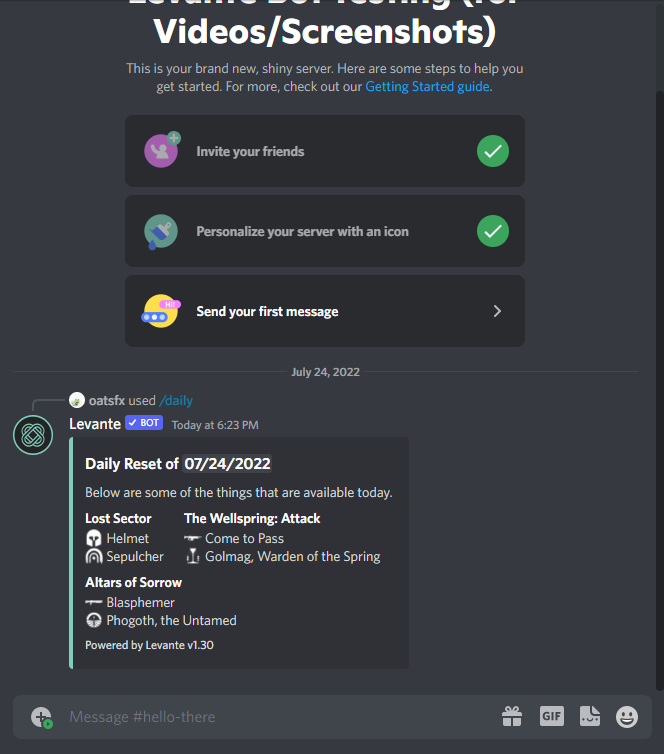 Levante Bot Testing (for
Videos/Screenshots)
This is your brand new, shiny server. Here are some steps to help you
get started. For more, check out our Getting Started guide.
Invite your friends
Personalize your server with an icon
Hi!
Send your first message
July 24, 2022
oatsfx used /daily
Levante BOT Today at 6:23 PM
Daily Reset of 07/24/2022
Below are some of the things that are available today.
Lost Sector The Wellspring: Attack
Helmet Come to Pass
Sepulcher Golmag, Warden of the Spring
Altars of Sorrow
Blasphemer
Phogoth, the Untamed
Powered by Levante v1.30
Message #hello-there
GIF